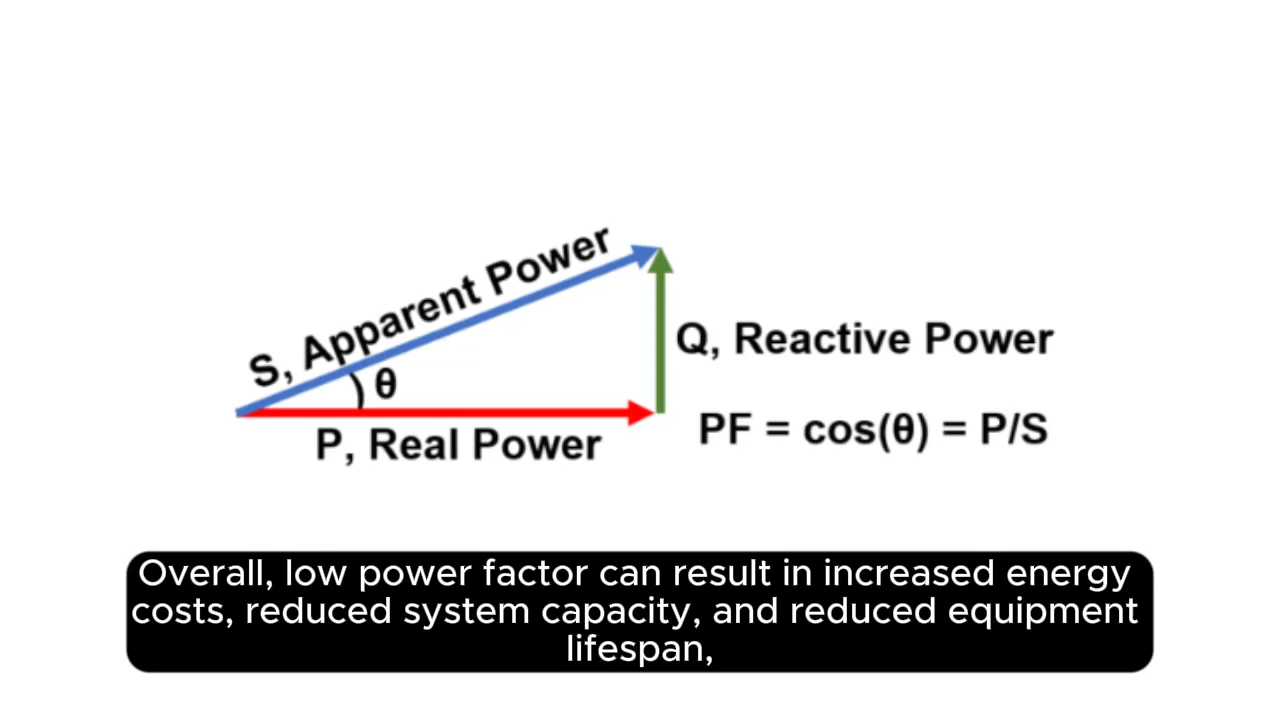 S, Apparent Power
θ
Q, Reactive Power
P, Real Power
PF = cos(θ) = P/S
Overall, low power factor can result in increased energy
costs, reduced system capacity, and reduced equipment
lifespan,